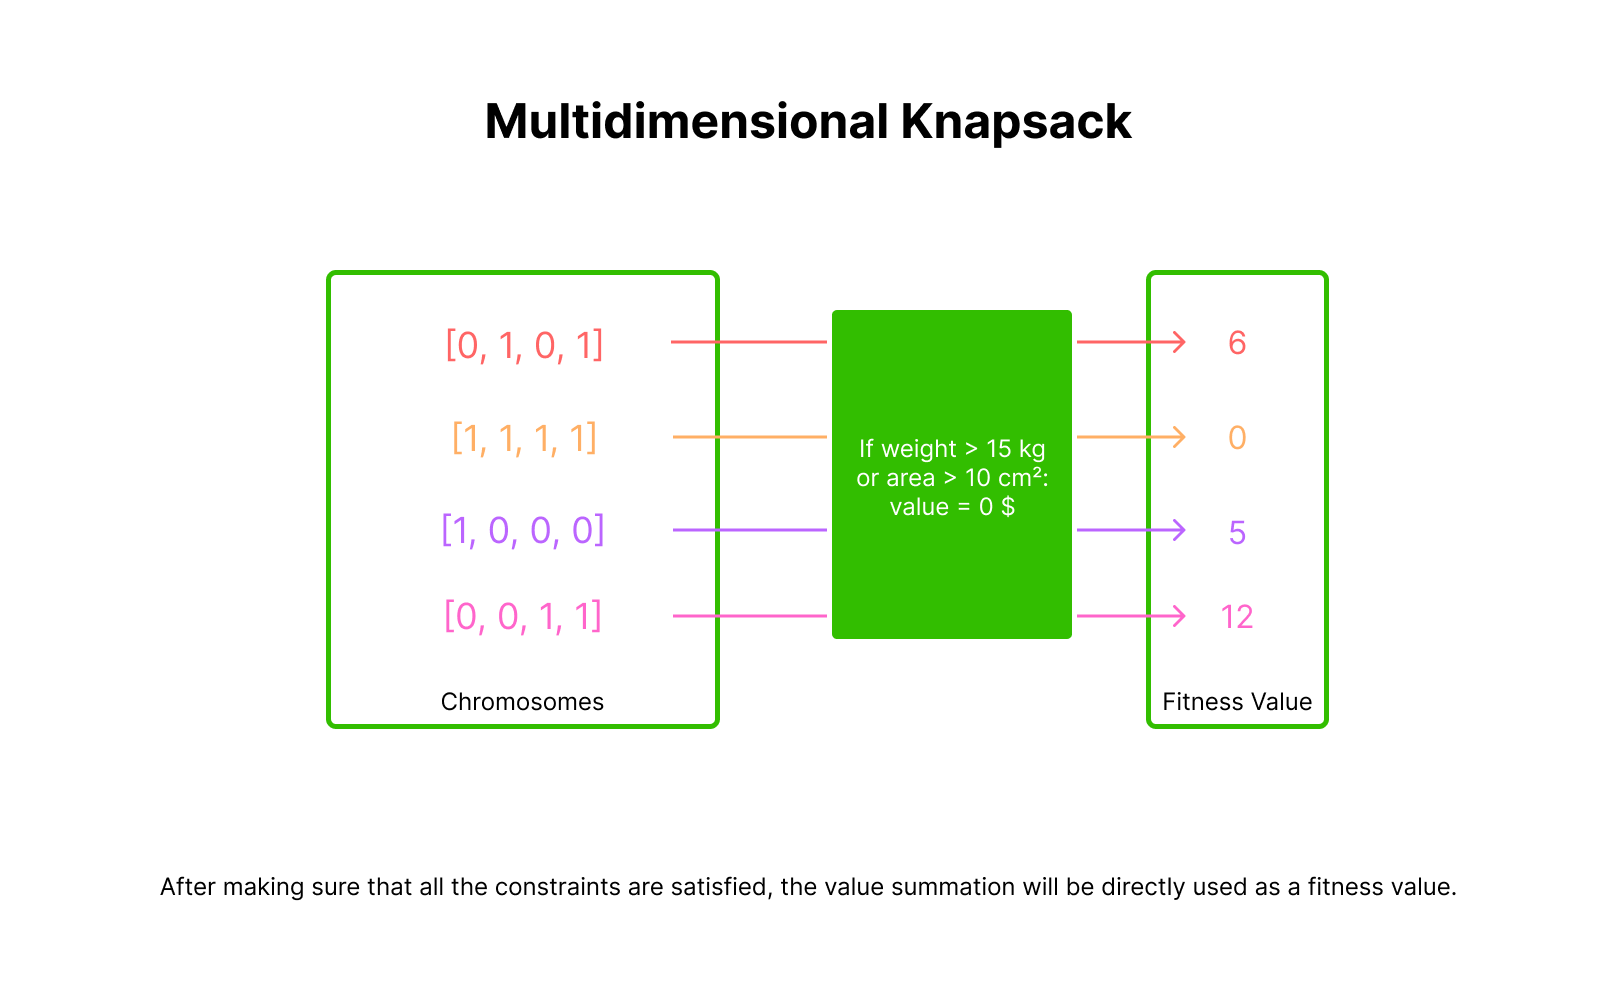 Multidimensional Knapsack
[0, 1, 0, 1]
6
[1, 1, 1, 1]
0
[1, 0, 0, 0]
5
[0, 0, 1, 1]
12
If weight > 15 kg
or area > 10 cm²:
value = 0 $
Chromosomes
Fitness Value
After making sure that all the constraints are satisfied, the value summation will be directly used as a fitness value.